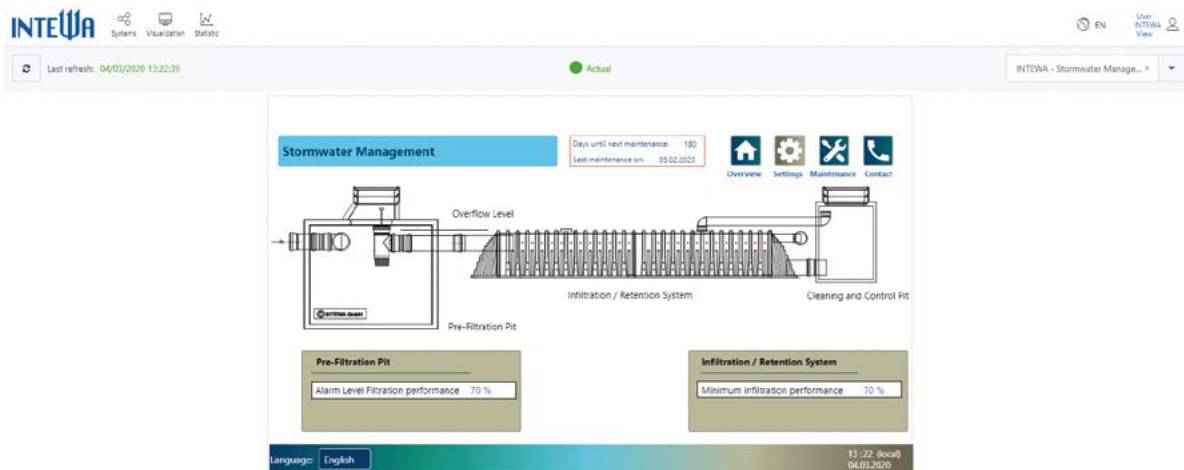 INTEWA
Systems Visualization Statistic
EN
User INTEWA View
Last refresh: 04/03/2020 13:22:39
Actual
INTEWA - Stormwater Manage... ×
Stormwater Management
Days until next maintenance: 180
Last maintenance on: 05.02.2020
Overview Settings Maintenance Contact
Overflow Level
Infiltration / Retention System
Cleaning and Control Pit
©INTEWA GmbH
Pre-Filtration Pit
Pre-Filtration Pit
Alarm Level Filtration performance 70 %
Infiltration / Retention System
Minimum infiltration performance 70 %
Language: English
13 :22 (local)
04.03.2020